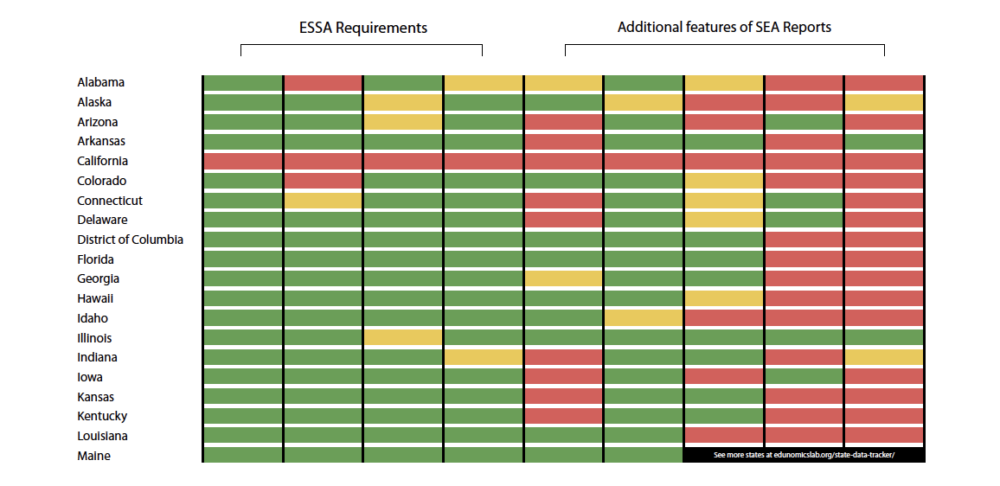 ESSA Requirements
Additional features of SEA Reports
Alabama
Alaska
Arizona
Arkansas
California
Colorado
Connecticut
Delaware
District of Columbia
Florida
Georgia
Hawaii
Idaho
Illinois
Indiana
Iowa
Kansas
Kentucky
Louisiana
Maine
See more states at edunomicslab.org/state-data-tracker/